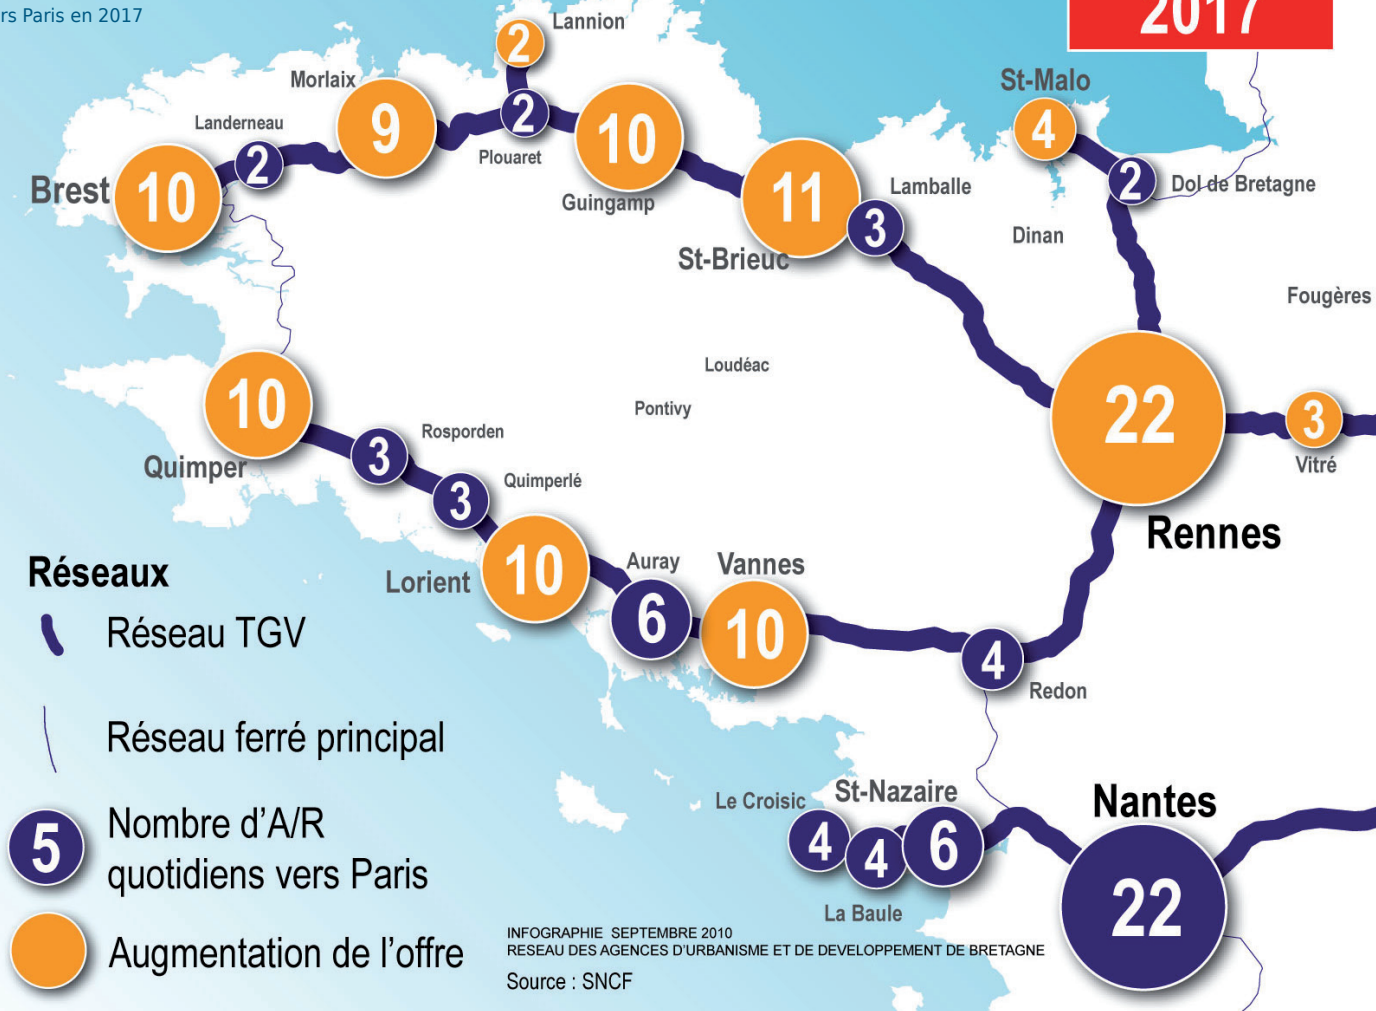 rs Paris en 2017
2017
Lannion
2
Morlaix
St-Malo
9
2
4
Landerneau
10
2
Plouaret
2
Dol de Bretagne
Brest
10
Guingamp
11
Lamballe
3
Dinan
St-Brieuc
Fougères
Loudéac
10
Pontivy
22
3
Rosporden
3
Vitré
Quimper
Quimperlé
3
Rennes
Lorient
10
Auray
Vannes
6
10
4
Redon
Réseaux
Réseau TGV
Réseau ferré principal
5
Nombre d'A/R
quotidiens vers Paris
Augmentation de l'offre
Le Croisic
St-Nazaire
Nantes
4
4
6
22
La Baule
INFOGRAPHIE SEPTEMBRE 2010
RESEAU DES AGENCES D'URBANISME ET DE DEVELOPPEMENT DE BRETAGNE
Source : SNCF